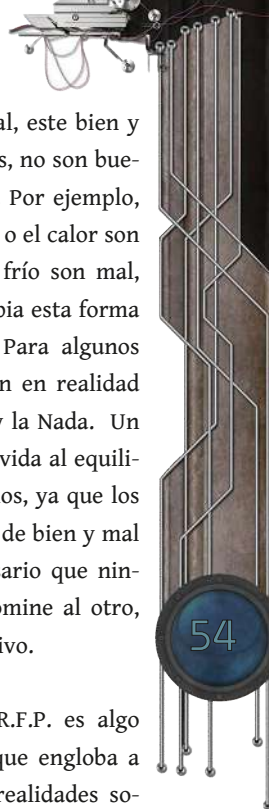 al, este bien y
s, no son bue-
Por ejemplo,
o el calor son
frío son mal,
bia esta forma
Para algunos
n en realidad
y la Nada. Un
vida al equili-
os, ya que los
de bien y mal
sario que nin-
omine al otro,
ivo.
R.F.P. es algo
que engloba a
realidades so-
54